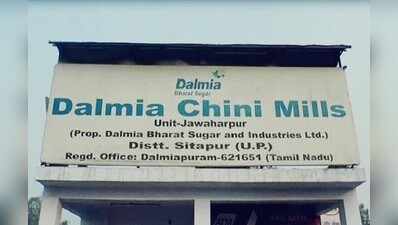 Dalmia
Bharat Sugar
Dalmia Chini Mills
Unit-Jawaharpur
(Prop. Dalmia Bharat Sugar and Industries Ltd.)
Distt. Sitapur (U.P.)
Regd. Office: Dalmiapuram-621651 (Tamil Nadu)